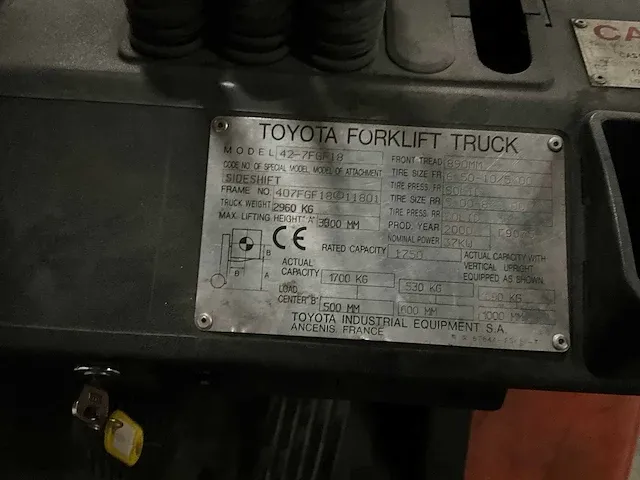 CA
TOYOTA FORKLIFT TRUCK
MODEL 42-7FGF18
CODE NO. OF SPECIAL MODEL. MODEL OF ATTACHMENT
SIDESHIFT
FRAME NO. 407FGF18 11801
TRUCK WEIGHT 2960 KG
MAX. LIFTING HEIGHT "A" 3300 MM
FRONT TREAD 890MM
TIRE SIZE FR
TIRE PRESS FR
TIRE SIZE RR
TIRE PRESS RR
PROD. YEAR 2000
NOMINAL POWER 37KW
CE
RATED CAPACITY 1750
ACTUAL CAPACITY WITH
VERTICAL UPRIGHT
EQUIPPED AS SHOWN.
B
B
A
ACTUAL
CAPACITY 1700 KG 530 KG KG
LOAD
CENTER "B" 500 MM 600 MM 1000 MM
TOYOTA INDUSTRIAL EQUIPMENT S.A.
ANCENIS, FRANCE